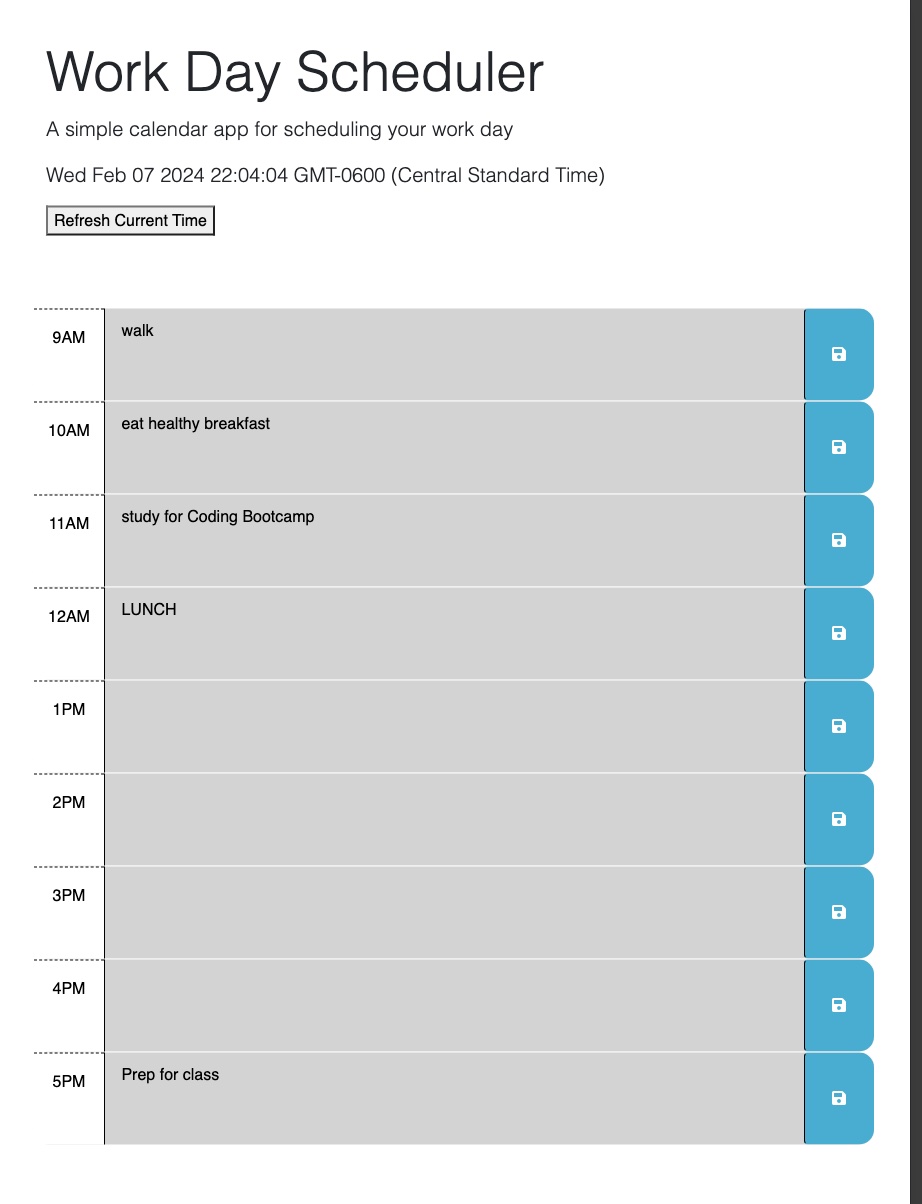 Work Day Scheduler
A simple calendar app for scheduling your work day
Wed Feb 07 2024 22:04:04 GMT-0600 (Central Standard Time)
Refresh Current Time
9AM walk
10AM eat healthy breakfast
11AM study for Coding Bootcamp
12AM LUNCH
1PM
2PM
3PM
4PM
5PM Prep for class